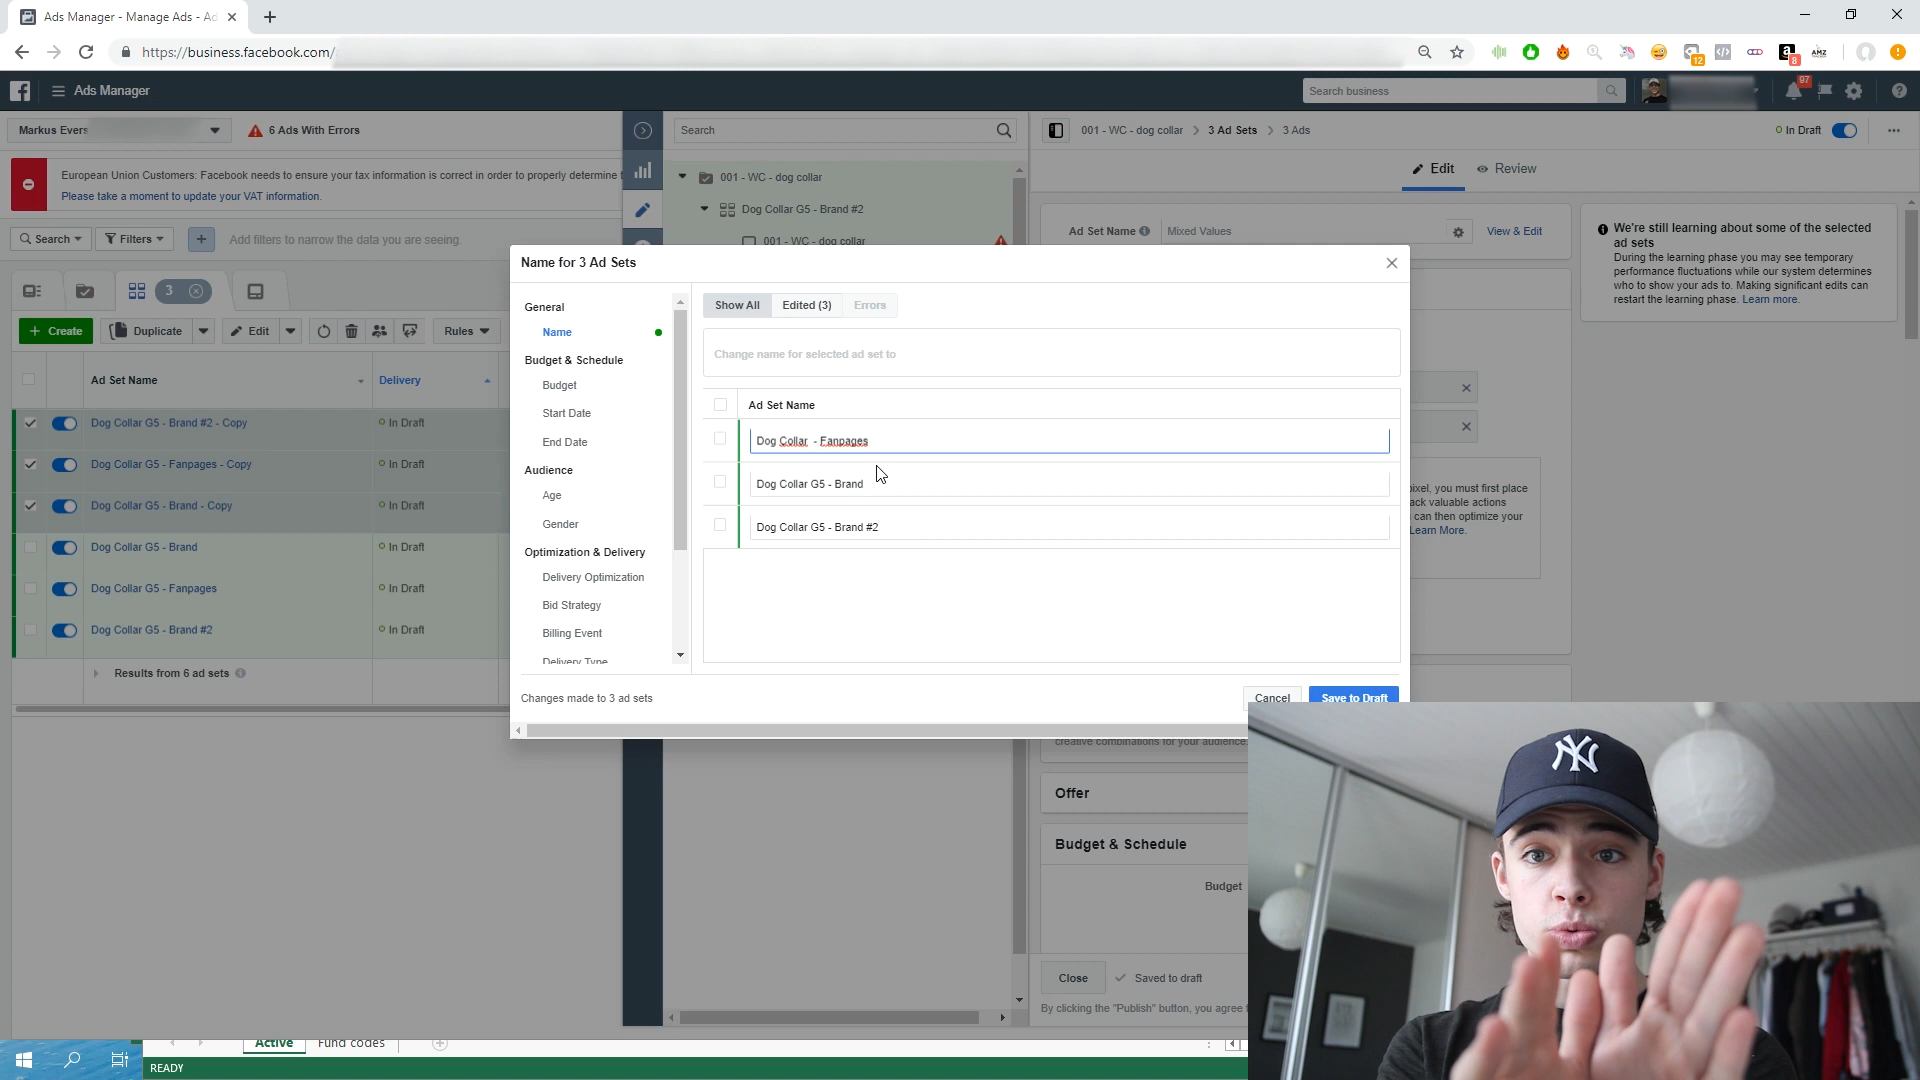 Ads Manager - Manage Ads - Ad
https://business.facebook.com/
12
8
AMZ
Ads Manager
Search business
97
Markus Evers
6 Ads With Errors
Search
001 - WC - dog collar
3 Ad Sets
3 Ads
In Draft
European Union Customers: Facebook needs to ensure your tax information is correct in order to properly determine
Please take a moment to update your VAT information.
001 - WC - dog collar
Dog Collar G5 - Brand #2
001 - WC - dog collar
Edit
Review
Search
Filters
Add filters to narrow the data you are seeing.
Ad Set Name
Mixed Values
View & Edit
We're still learning about some of the selected
ad sets
During the learning phase you may see temporary
performance fluctuations while our system determines
who to show your ads to. Making significant edits can
restart the learning phase. Learn more.
3
Create
Duplicate
Edit
Rules
Ad Set Name
Delivery
Dog Collar G5 - Brand #2 - Copy
In Draft
Dog Collar G5 - Fanpages - Copy
In Draft
Dog Collar G5 - Brand - Copy
In Draft
Dog Collar G5 - Brand
In Draft
Dog Collar G5 - Fanpages
In Draft
Dog Collar G5 - Brand #2
In Draft
Results from 6 ad sets
Name for 3 Ad Sets
General
Name
Budget & Schedule
Budget
Start Date
End Date
Audience
Age
Gender
Optimization & Delivery
Delivery Optimization
Bid Strategy
Billing Event
Delivery Type
Show All
Edited (3)
Errors
Change name for selected ad set to
Ad Set Name
Dog Collar - Fanpages
Dog Collar G5 - Brand
Dog Collar G5 - Brand #2
Changes made to 3 ad sets
Cancel
Save to Draft
pixel, you must first place
ack valuable actions
can then optimize your
Learn More.
creative combinations for your audience.
Offer
Budget & Schedule
Budget
Close
Saved to draft
By clicking the "Publish" button, you agree
Active
Fund codes
READY
NY